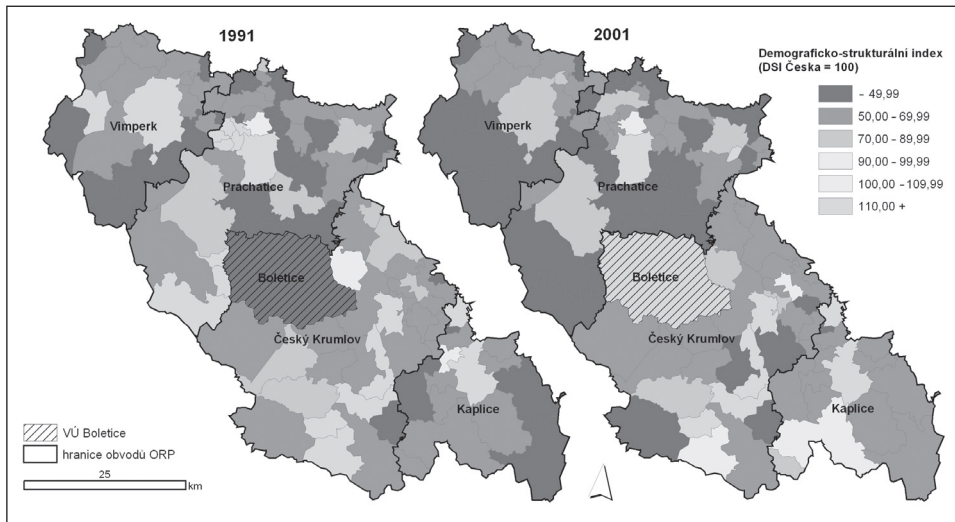 1991
2001
Demograficko-strukturální index
(DSI Česka = 100)
- 49,99
50,00 - 69,99
70,00 - 89,99
90,00 - 99,99
100,00 - 109,99
110,00 +
Vimperk
Prachatice
Boletice
Český Krumlov
Kaplice
Vimperk
Prachatice
Boletice
Český Krumlov
Kaplice
VÚ Boletice
hranice obvodů ORP
25
km